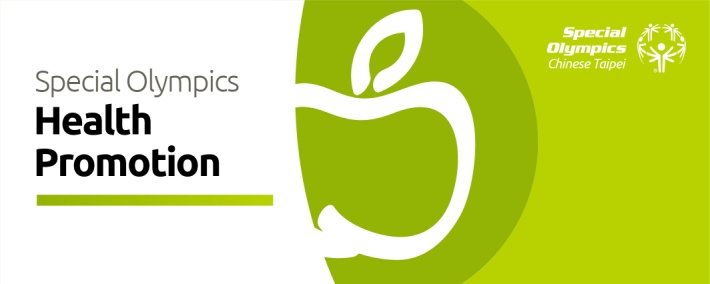 Special Olympics
Health
Promotion
Special
Olympics
Chinese Taipei